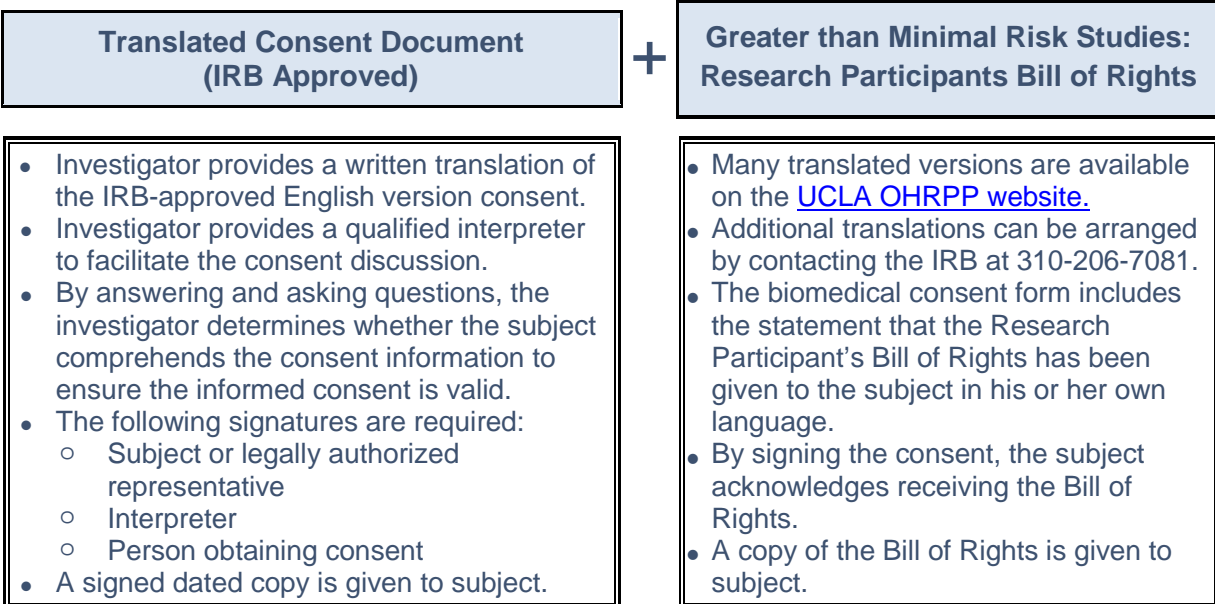 Translated Consent Document
(IRB Approved)
+
Greater than Minimal Risk Studies:
Research Participants Bill of Rights
• Investigator provides a written translation of
the IRB-approved English version consent.
• Investigator provides a qualified interpreter
to facilitate the consent discussion.
• By answering and asking questions, the
investigator determines whether the subject
comprehends the consent information to
ensure the informed consent is valid.
• The following signatures are required:
○ Subject or legally authorized
representative
○ Interpreter
○ Person obtaining consent
• A signed dated copy is given to subject.
• Many translated versions are available
on the UCLA OHRPP website.
• Additional translations can be arranged
by contacting the IRB at 310-206-7081.
• The biomedical consent form includes
the statement that the Research
Participant’s Bill of Rights has been
given to the subject in his or her own
language.
• By signing the consent, the subject
acknowledges receiving the Bill of
Rights.
• A copy of the Bill of Rights is given to
subject.